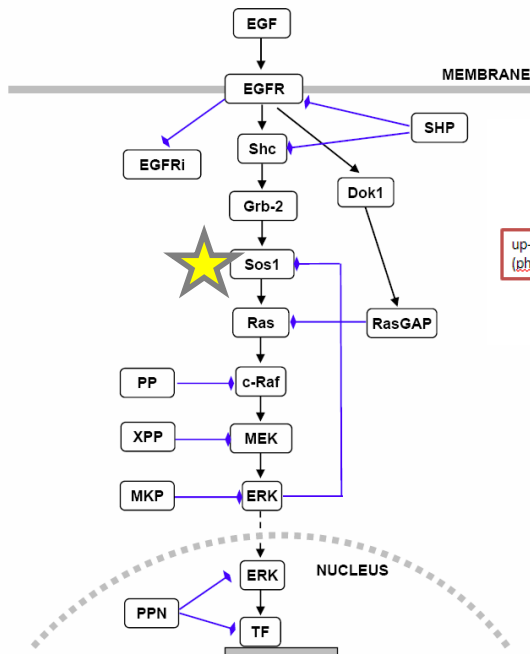 EGF
MEMBRANE
EGFR
SHP
Shc
EGFRi
Dok1
Grb-2
up-
(ph
Sos1
Ras
RasGAP
PP
c-Raf
XPP
MEK
MKP
ERK
NUCLEUS
ERK
PPN
TF